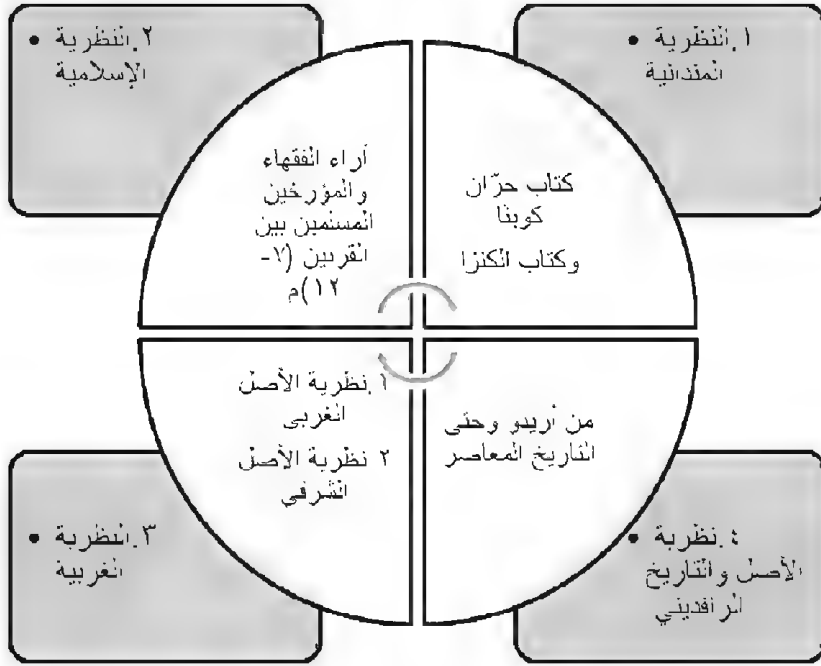 ١. النظرية
المندائية
كتاب حرّان
كويثا
وكتاب الكنزا
٢. النظرية
الإسلامية
آراء الفقهاء
والمؤرخين
المسلمين بين
القرنين (٧-
١٢)م
٣. النظرية
الغربية
١. نظرية الأصل
الغربي
٢ نظرية الأصل
الشرقي
٤. نظرية
الأصل والتاريخ
الرافديني
من أريدو وحتى
التاريخ المعاصر